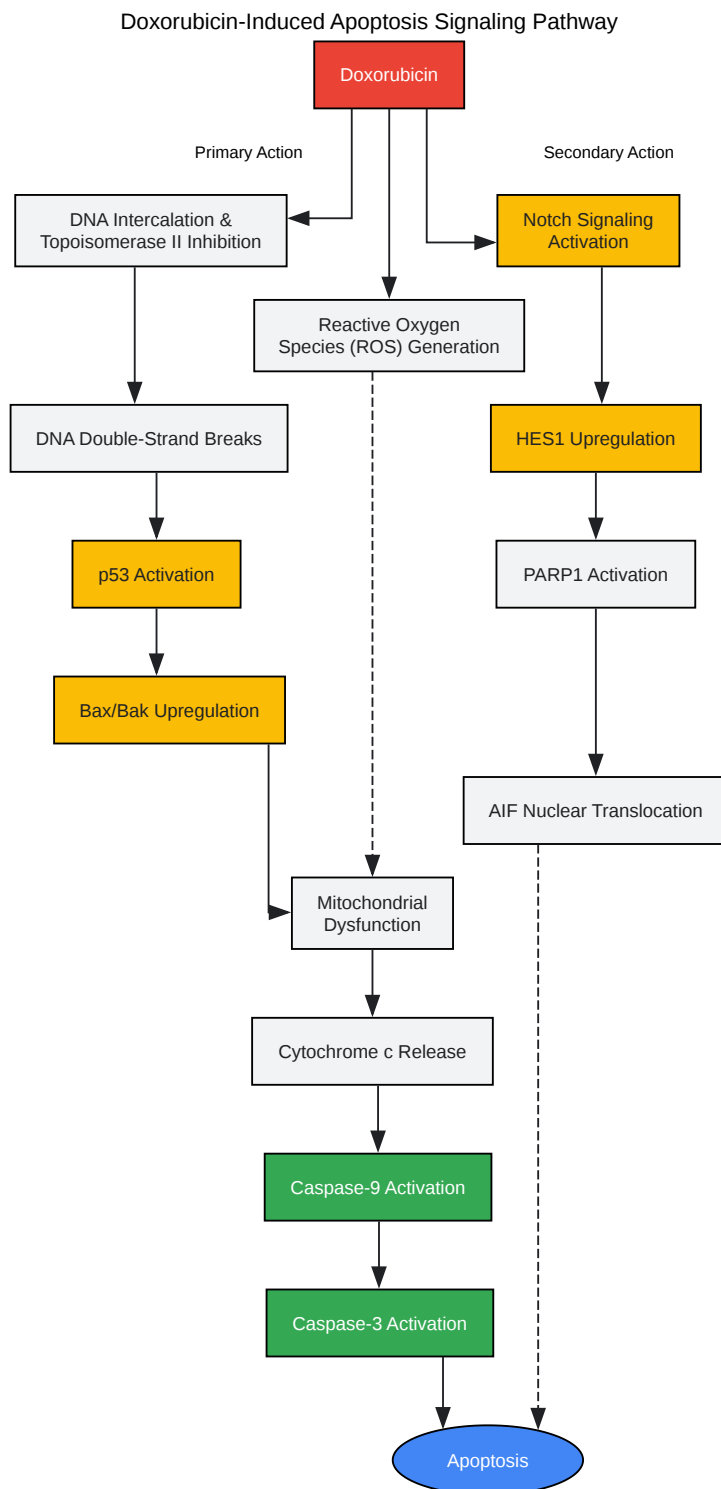 Doxorubicin-Induced Apoptosis Signaling Pathway
Doxorubicin
Primary Action
Secondary Action
DNA Intercalation &
Topoisomerase II Inhibition
Notch Signaling
Activation
Reactive Oxygen
Species (ROS) Generation
DNA Double-Strand Breaks
HES1 Upregulation
p53 Activation
PARP1 Activation
Bax/Bak Upregulation
AIF Nuclear Translocation
Mitochondrial
Dysfunction
Cytochrome c Release
Caspase-9 Activation
Caspase-3 Activation
Apoptosis